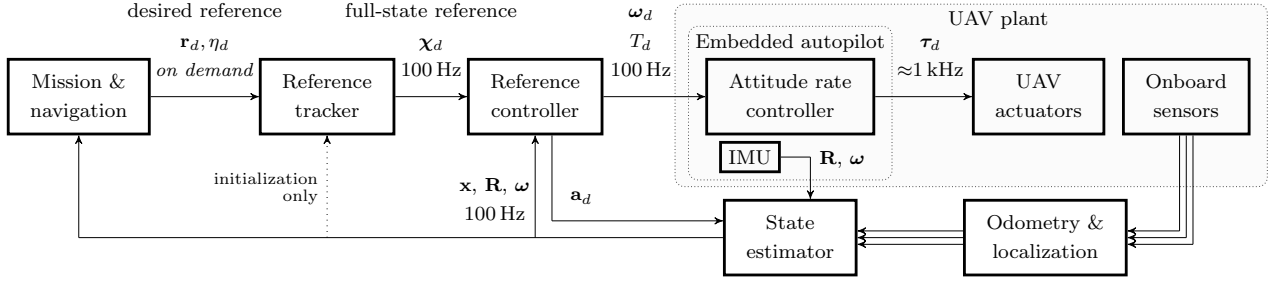 desired reference
full-state reference
UAV plant
𝐫_d, η_d
on demand
𝛘_d
100 Hz
𝛚_d
T_d
100 Hz
Embedded autopilot
𝛕_d
≈1 kHz
Mission &
navigation
Reference
tracker
Reference
controller
Attitude rate
controller
UAV
actuators
Onboard
sensors
IMU
𝐑, 𝛚
initialization
only
𝐱, 𝐑, 𝛚
100 Hz
𝐚_d
State
estimator
Odometry &
localization